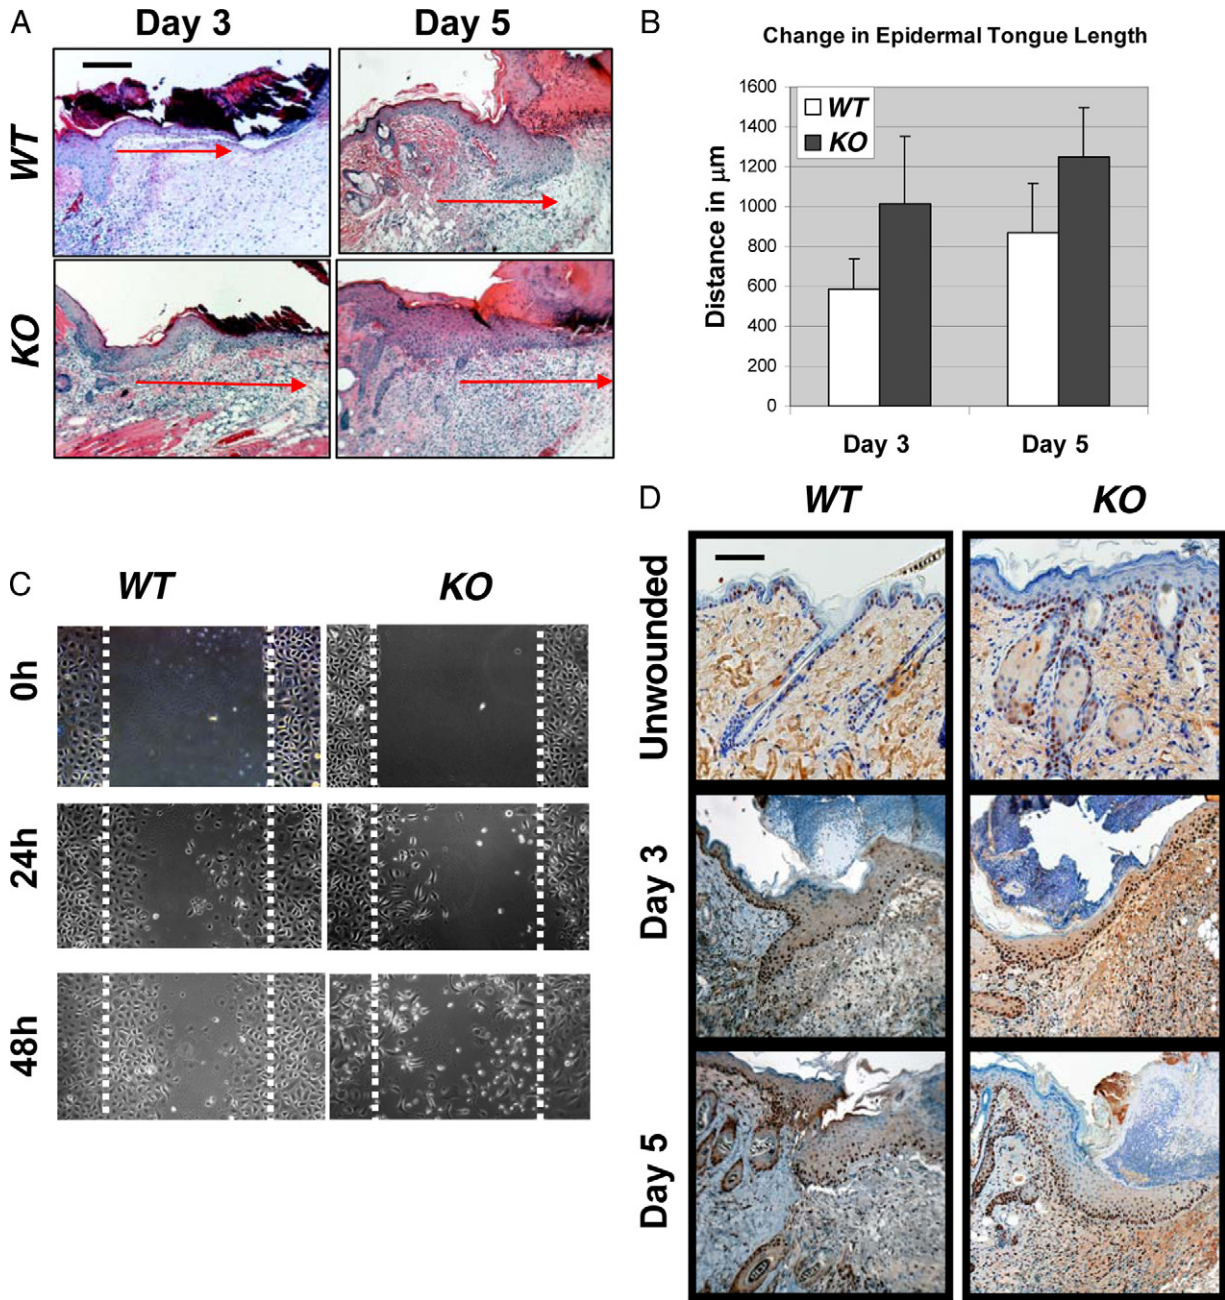 A
Day 3
Day 5
WT
KO
B
Change in Epidermal Tongue Length
Distance in μm
1600
1400
1200
1000
800
600
400
200
0
WT
KO
Day 3
Day 5
C
WT
KO
0h
24h
48h
D
WT
KO
Unwounded
Day 3
Day 5